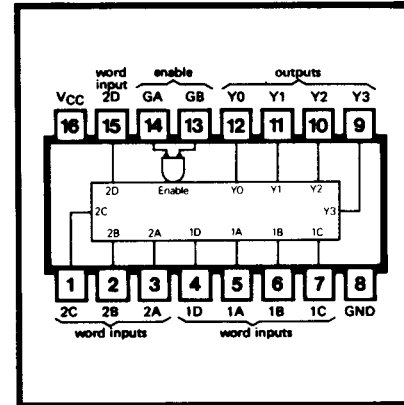 word enable outputs
VCC input GA GB Y0 Y1 Y2 Y3
2D
16 15 14 13 12 11 10 9
2D Enable Y0 Y1 Y2
2C Y3
2B 2A 1D 1A 1B 1C
1 2 3 4 5 6 7 8
2C 2B 2A 1D 1A 1B 1C GND
word inputs word inputs